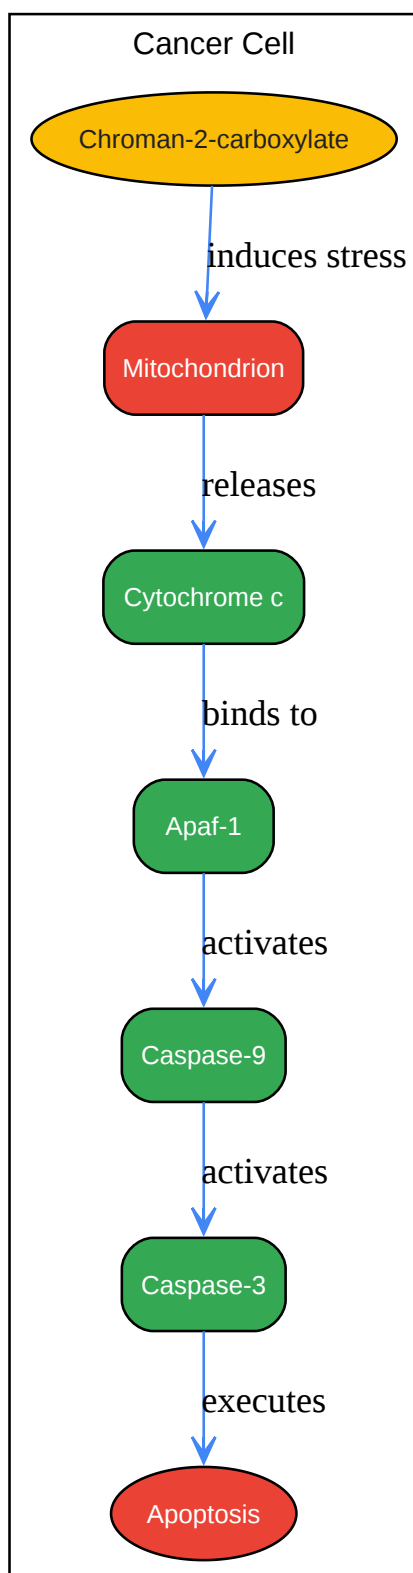 Cancer Cell
Chroman-2-carboxylate
induces stress
Mitochondrion
releases
Cytochrome c
binds to
Apaf-1
activates
Caspase-9
activates
Caspase-3
executes
Apoptosis